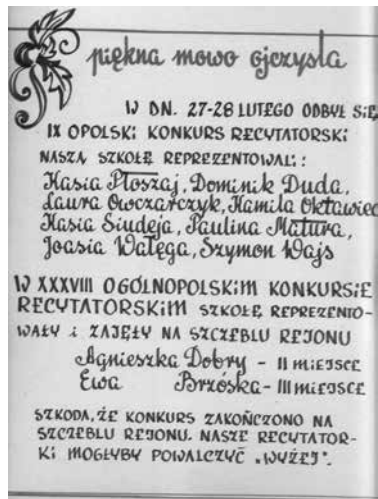 piękna mowo ojczysta
W DN. 27-28 LUTEGO ODBYŁ SIĘ
IX OPOLSKI KONKURS RECYTATORSKI
NASZĄ SZKOŁĘ REPREZENTOWALI:
Kasia Płoszaj, Dominik Duda,
Laura Owczarczyk, Kamila Oktawiec
Kasia Siudeja, Paulina Matura,
Joasia Wałęga, Szymon Wajs
W XXXVIII OGÓLNOPOLSKIM KONKURSIE
RECYTATORSKIM SZKOŁĘ REPREZENTO-
WAŁY i ZAJĘŁY NA SZCZEBLU REJONU
Agnieszka Dobry - II MIEJSCE
Ewa Brzóska - III MIEJSCE
SZKODA, ŻE KONKURS ZAKOŃCZONO NA
SZCZEBLU REJONU. NASZE RECYTATOR-
KI MOGŁYBY POWALCZYĆ „WYŻEJ".